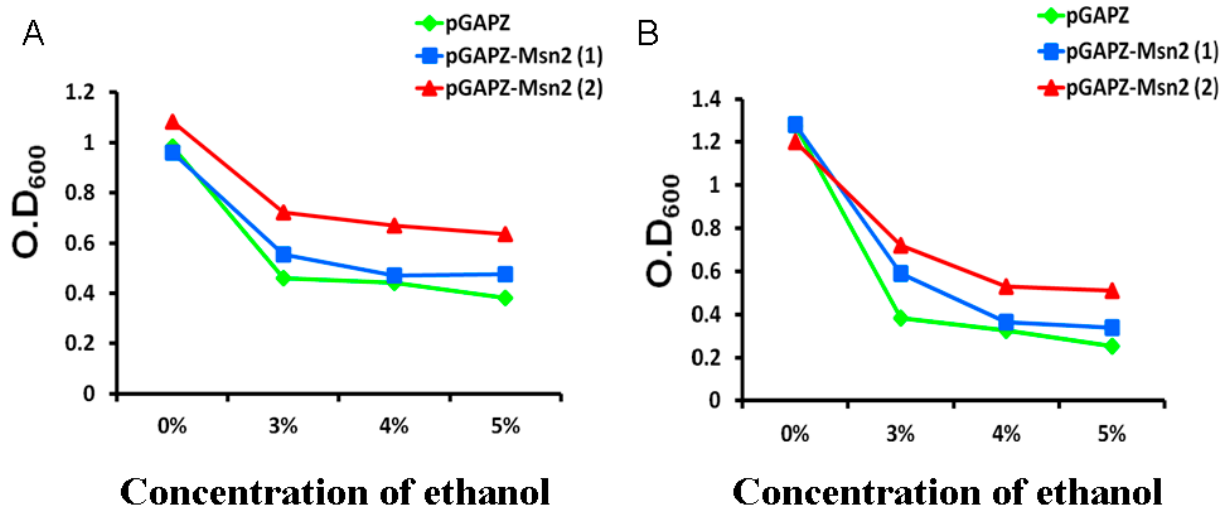 A
pGAPZ
pGAPZ-Msn2 (1)
pGAPZ-Msn2 (2)
O.D600
1.2
1
0.8
0.6
0.4
0.2
0
0% 3% 4% 5%
Concentration of ethanol
B
pGAPZ
pGAPZ-Msn2 (1)
pGAPZ-Msn2 (2)
O.D600
1.4
1.2
1
0.8
0.6
0.4
0.2
0
0% 3% 4% 5%
Concentration of ethanol